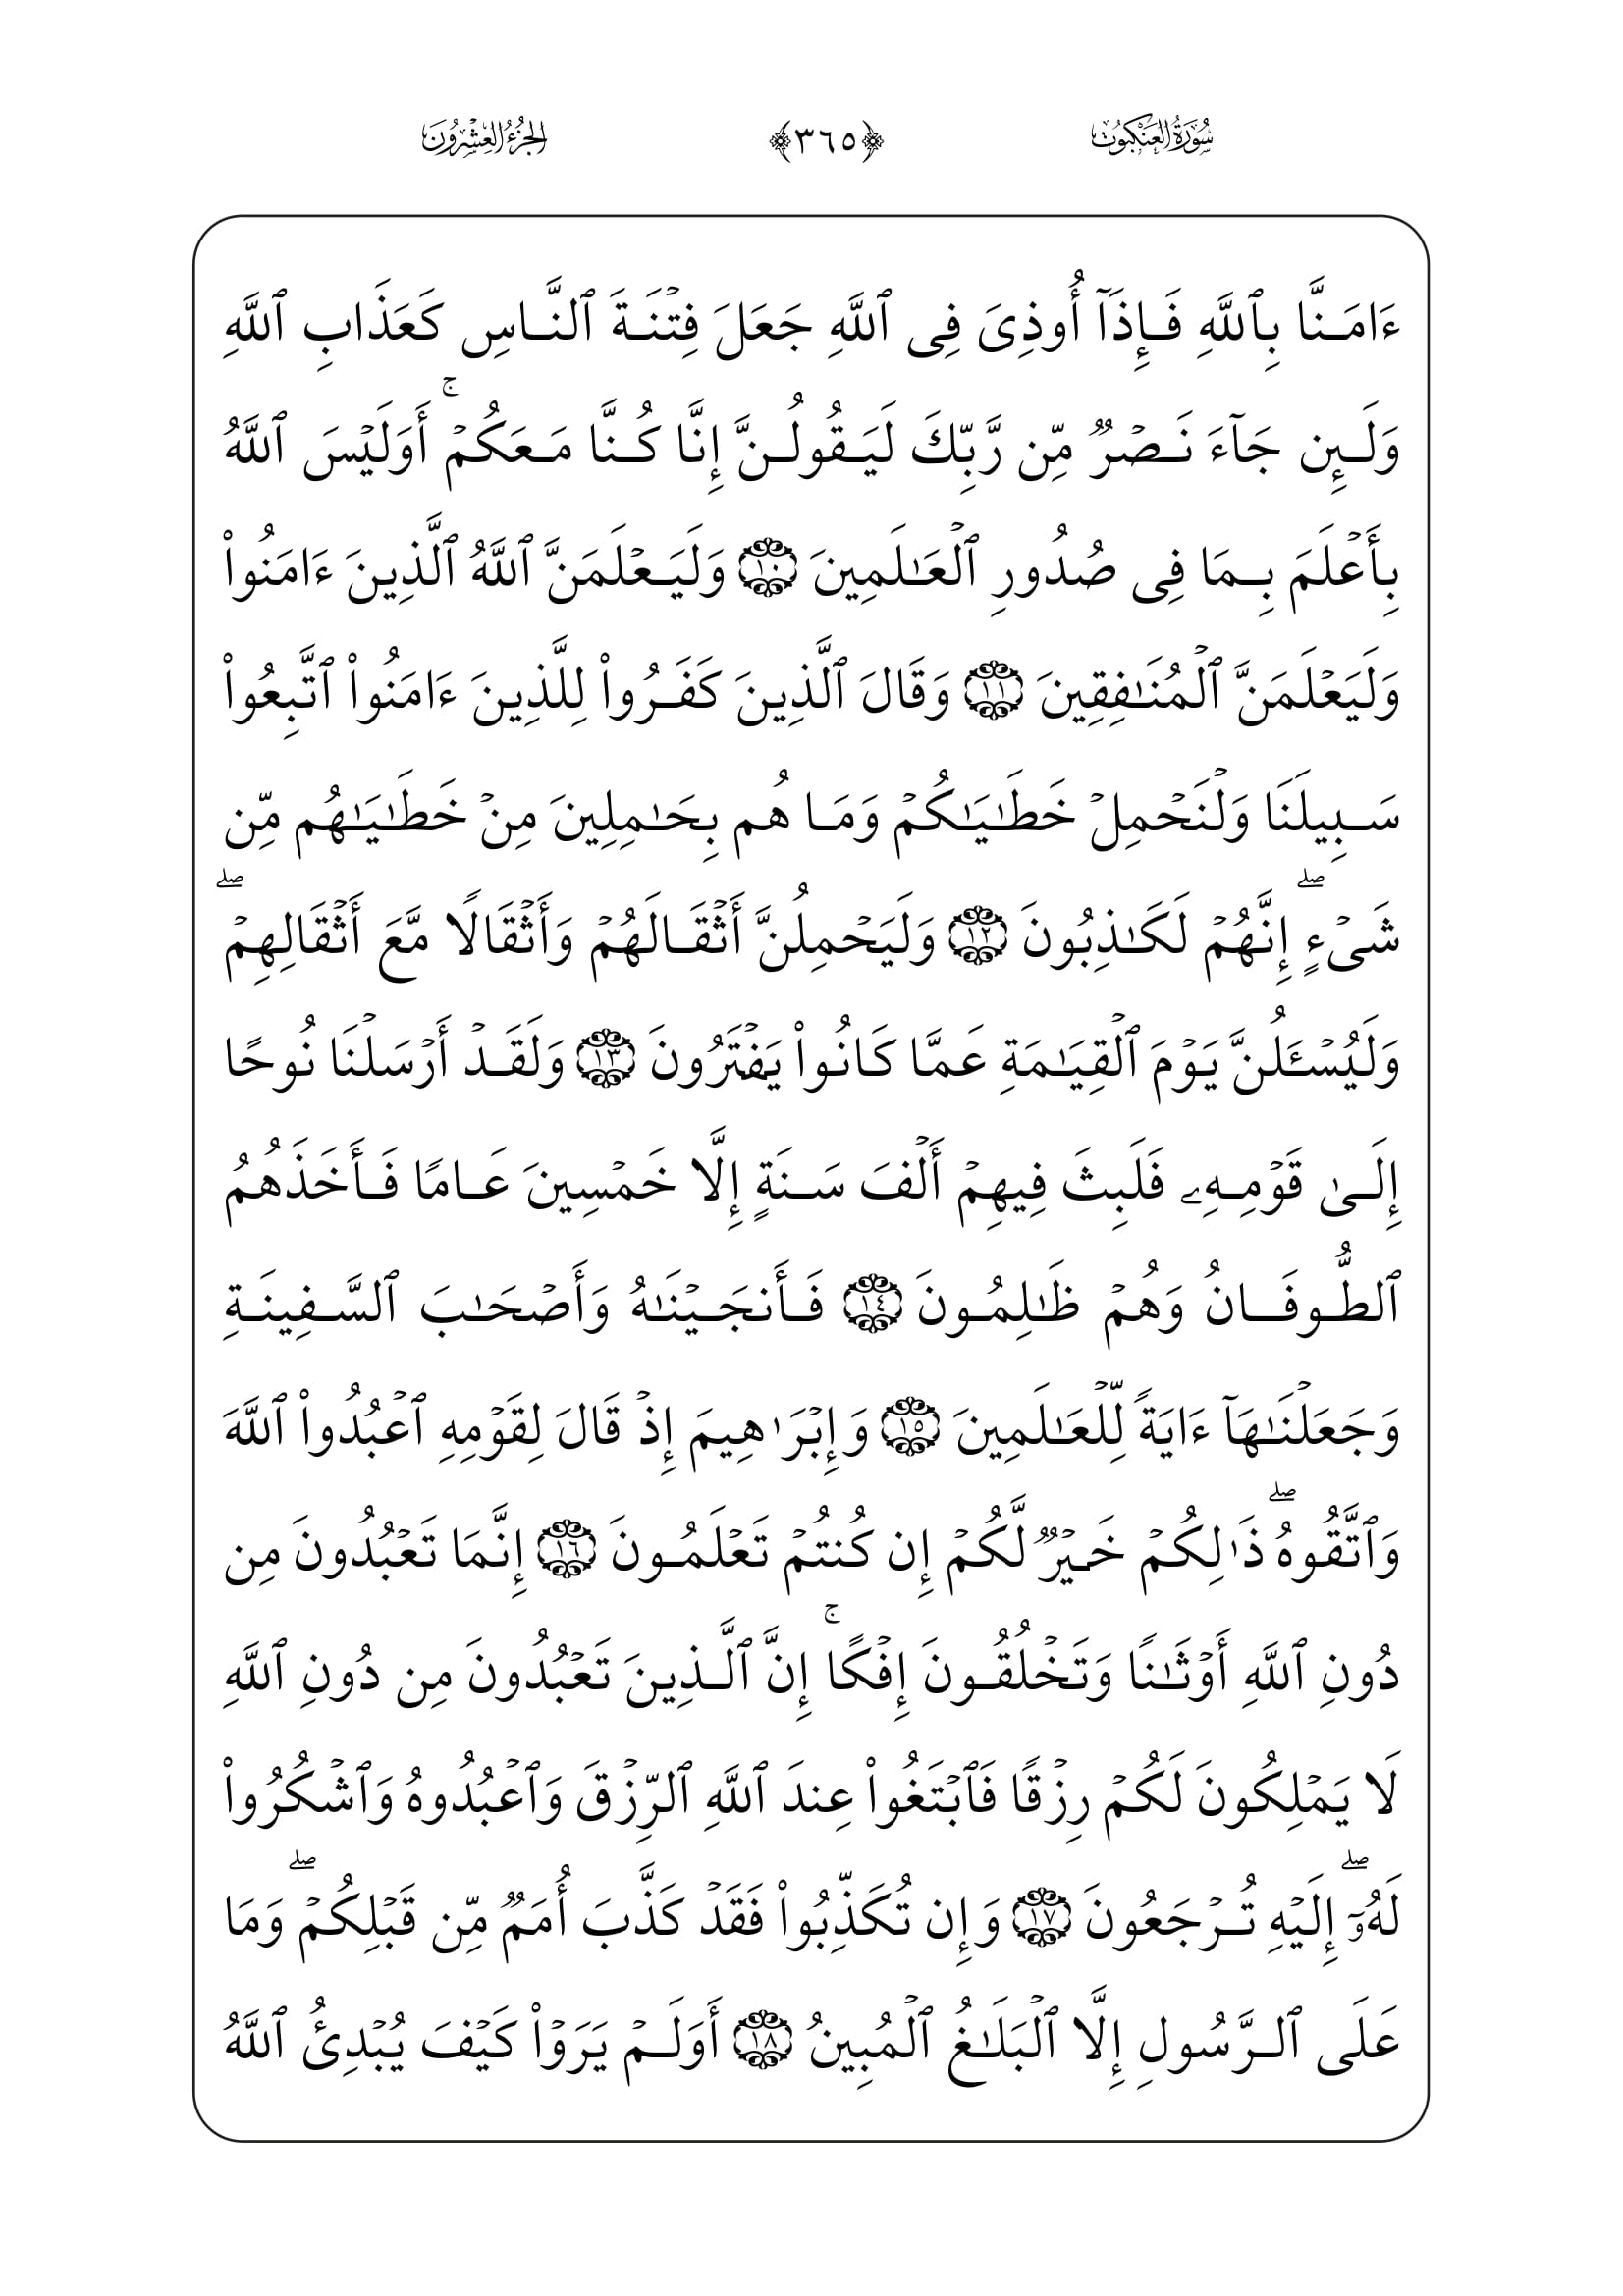 سُورَةُ العَنكَبُوت ﴿٣٦٥﴾ الجُزْءُ العِشْرُونَ
ءَامَنَّا بِٱللَّهِ فَإِذَآ أُوذِىَ فِى ٱللَّهِ جَعَلَ فِتْنَةَ ٱلنَّاسِ كَعَذَابِ ٱللَّهِ
وَلَئِن جَآءَ نَصْرٌ مِّن رَّبِّكَ لَيَقُولُنَّ إِنَّا كُنَّا مَعَكُمْ ۚ أَوَلَيْسَ ٱللَّهُ
بِأَعْلَمَ بِمَا فِى صُدُورِ ٱلْعَـٰلَمِينَ ١٠ وَلَيَعْلَمَنَّ ٱللَّهُ ٱلَّذِينَ ءَامَنُوا۟
وَلَيَعْلَمَنَّ ٱلْمُنَـٰفِقِينَ ١١ وَقَالَ ٱلَّذِينَ كَفَرُوا۟ لِلَّذِينَ ءَامَنُوا۟ ٱتَّبِعُوا۟
سَبِيلَنَا وَلْنَحْمِلْ خَطَـٰيَـٰكُمْ وَمَا هُم بِحَـٰمِلِينَ مِنْ خَطَـٰيَـٰهُم مِّن
شَىْءٍ ۖ إِنَّهُمْ لَكَـٰذِبُونَ ١٢ وَلَيَحْمِلُنَّ أَثْقَالَهُمْ وَأَثْقَالًا مَّعَ أَثْقَالِهِمْ ۖ
وَلَيُسْـَٔلُنَّ يَوْمَ ٱلْقِيَـٰمَةِ عَمَّا كَانُوا۟ يَفْتَرُونَ ١٣ وَلَقَدْ أَرْسَلْنَا نُوحًا
إِلَىٰ قَوْمِهِۦ فَلَبِثَ فِيهِمْ أَلْفَ سَنَةٍ إِلَّا خَمْسِينَ عَامًا فَأَخَذَهُمُ
ٱلطُّوفَانُ وَهُمْ ظَـٰلِمُونَ ١٤ فَأَنجَيْنَـٰهُ وَأَصْحَـٰبَ ٱلسَّفِينَةِ
وَجَعَلْنَـٰهَآ ءَايَةً لِّلْعَـٰلَمِينَ ١٥ وَإِبْرَٰهِيمَ إِذْ قَالَ لِقَوْمِهِ ٱعْبُدُوا۟ ٱللَّهَ
وَٱتَّقُوهُ ۖ ذَٰلِكُمْ خَيْرٌ لَّكُمْ إِن كُنتُمْ تَعْلَمُونَ ١٦ إِنَّمَا تَعْبُدُونَ مِن
دُونِ ٱللَّهِ أَوْثَـٰنًا وَتَخْلُقُونَ إِفْكًا ۚ إِنَّ ٱلَّذِينَ تَعْبُدُونَ مِن دُونِ ٱللَّهِ
لَا يَمْلِكُونَ لَكُمْ رِزْقًا فَٱبْتَغُوا۟ عِندَ ٱللَّهِ ٱلرِّزْقَ وَٱعْبُدُوهُ وَٱشْكُرُوا۟
لَهُۥٓ ۖ إِلَيْهِ تُرْجَعُونَ ١٧ وَإِن تُكَذِّبُوا۟ فَقَدْ كَذَّبَ أُمَمٌ مِّن قَبْلِكُمْ ۖ وَمَا
عَلَى ٱلرَّسُولِ إِلَّا ٱلْبَلَـٰغُ ٱلْمُبِينُ ١٨ أَوَلَمْ يَرَوْا۟ كَيْفَ يُبْدِئُ ٱللَّهُ